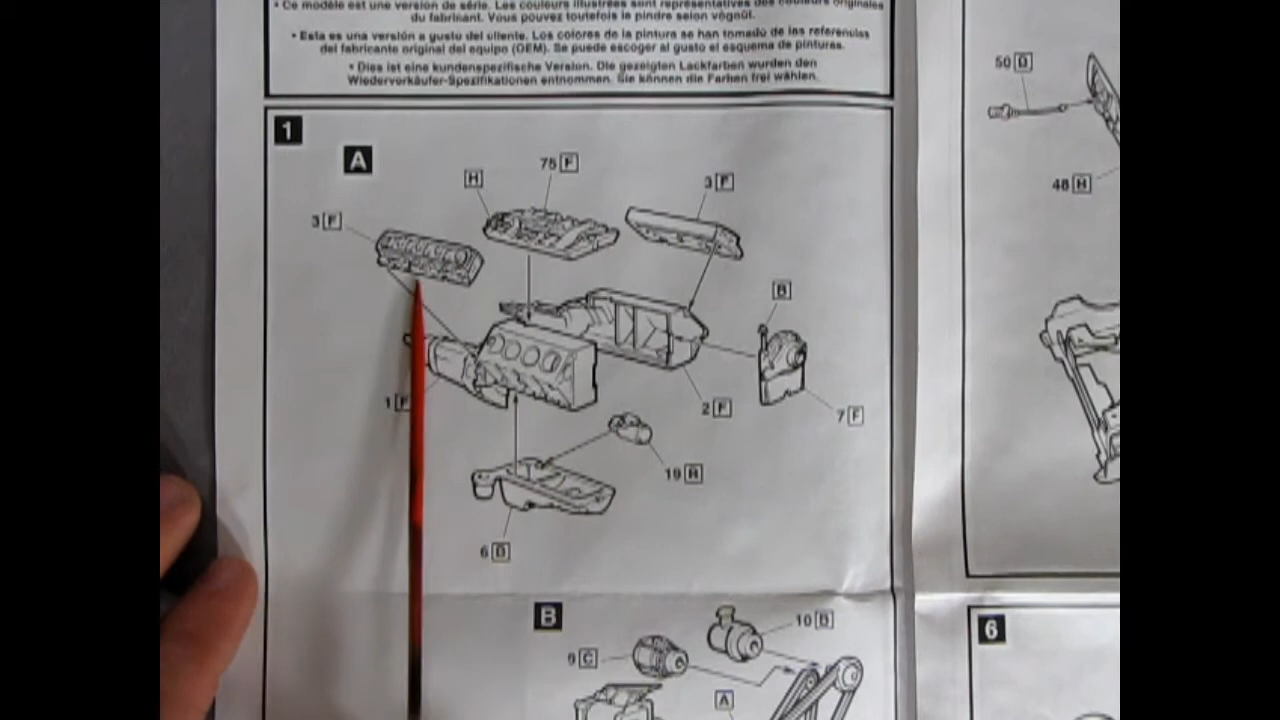 • Ce modèle est une version de série. Les couleurs illustrées sont représentatives des couleurs originales
du fabricant. Vous pouvez toutefois le pindre selon vôgoût.
• Esta es una versión a gusto del cliente. Los colores de la pintura se han tomado de las referencias
del fabricante original del equipo (OEM). Se puede escoger al gusto el esquema de pinturas.
• Dies ist eine kundenspezifische Version. Die gezeigten Lackfarben wurden den
Wiederverkäufer-Spezifikationen entnommen. Sie können die Farben frei wählen.
1
A
H
75 F
3 F
3 F
B
1 F
2 F
7 F
19 H
6 D
B
10 B
9 C
A
50 D
48 H
6